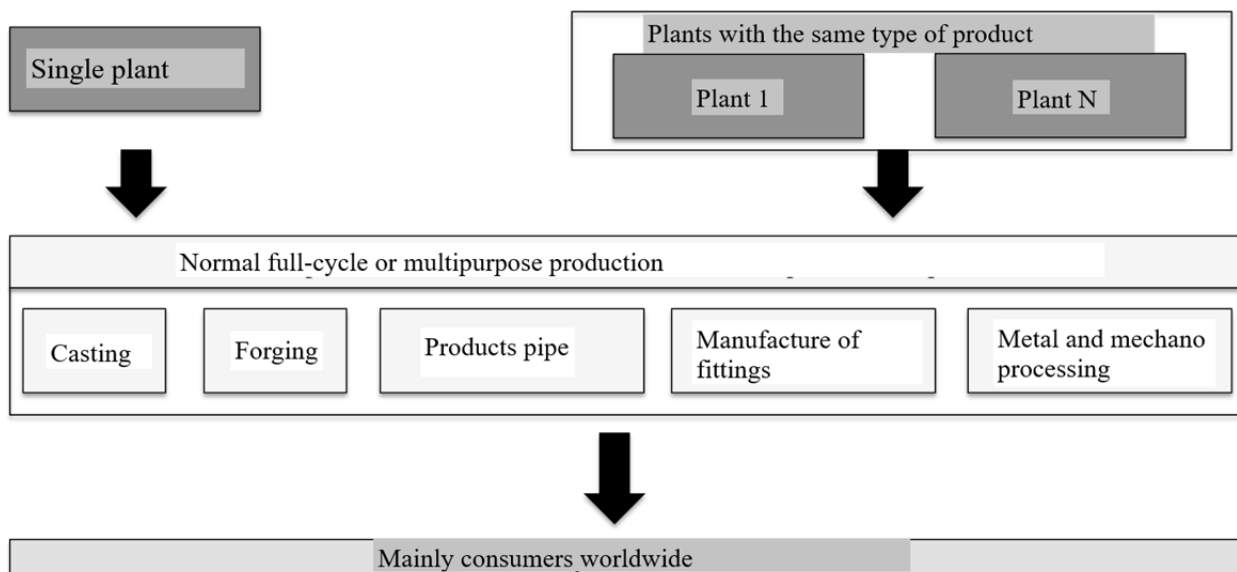 Single plant
Plants with the same type of product
Plant 1
Plant N
Normal full-cycle or multipurpose production
Casting
Forging
Products pipe
Manufacture of
fittings
Metal and mechano
processing
Mainly consumers worldwide